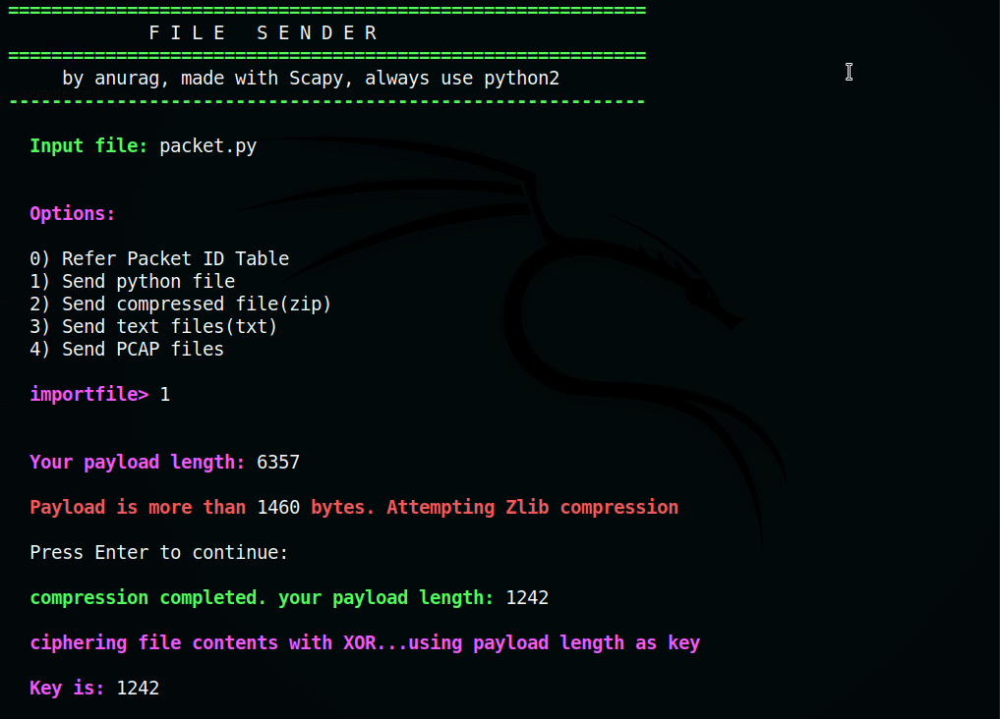 ===========================================================
F I L E   S E N D E R
===========================================================
by anurag, made with Scapy, always use python2
-----------------------------------------------------------
Input file: packet.py
Options:
0) Refer Packet ID Table
1) Send python file
2) Send compressed file(zip)
3) Send text files(txt)
4) Send PCAP files
importfile> 1
Your payload length: 6357
Payload is more than 1460 bytes. Attempting Zlib compression
Press Enter to continue:
compression completed. your payload length: 1242
ciphering file contents with XOR...using payload length as key
Key is: 1242